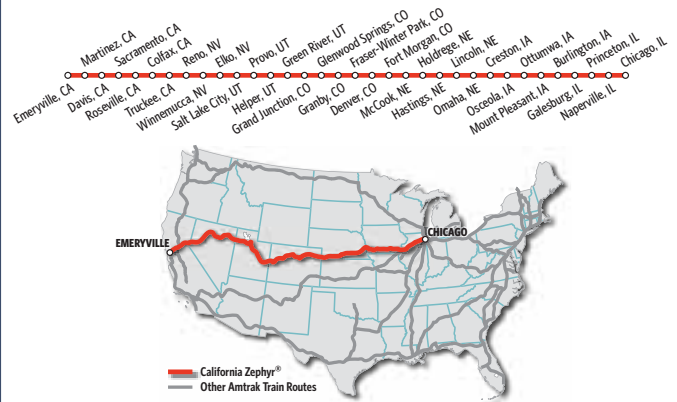 Martinez, CA
Sacramento, CA
Colfax, CA
Reno, NV
Elko, NV
Provo, UT
Green River, UT
Glenwood Springs, CO
Fraser-Winter Park, CO
Fort Morgan, CO
Holdrege, NE
Lincoln, NE
Creston, IA
Ottumwa, IA
Burlington, IA
Princeton, IL
Chicago, IL
Emeryville, CA
Davis, CA
Roseville, CA
Truckee, CA
Winnemucca, NV
Salt Lake City, UT
Helper, UT
Grand Junction, CO
Granby, CO
Denver, CO
McCook, NE
Hastings, NE
Omaha, NE
Osceola, IA
Mount Pleasant, IA
Galesburg, IL
Naperville, IL
EMERYVILLE
CHICAGO
California Zephyr®
Other Amtrak Train Routes